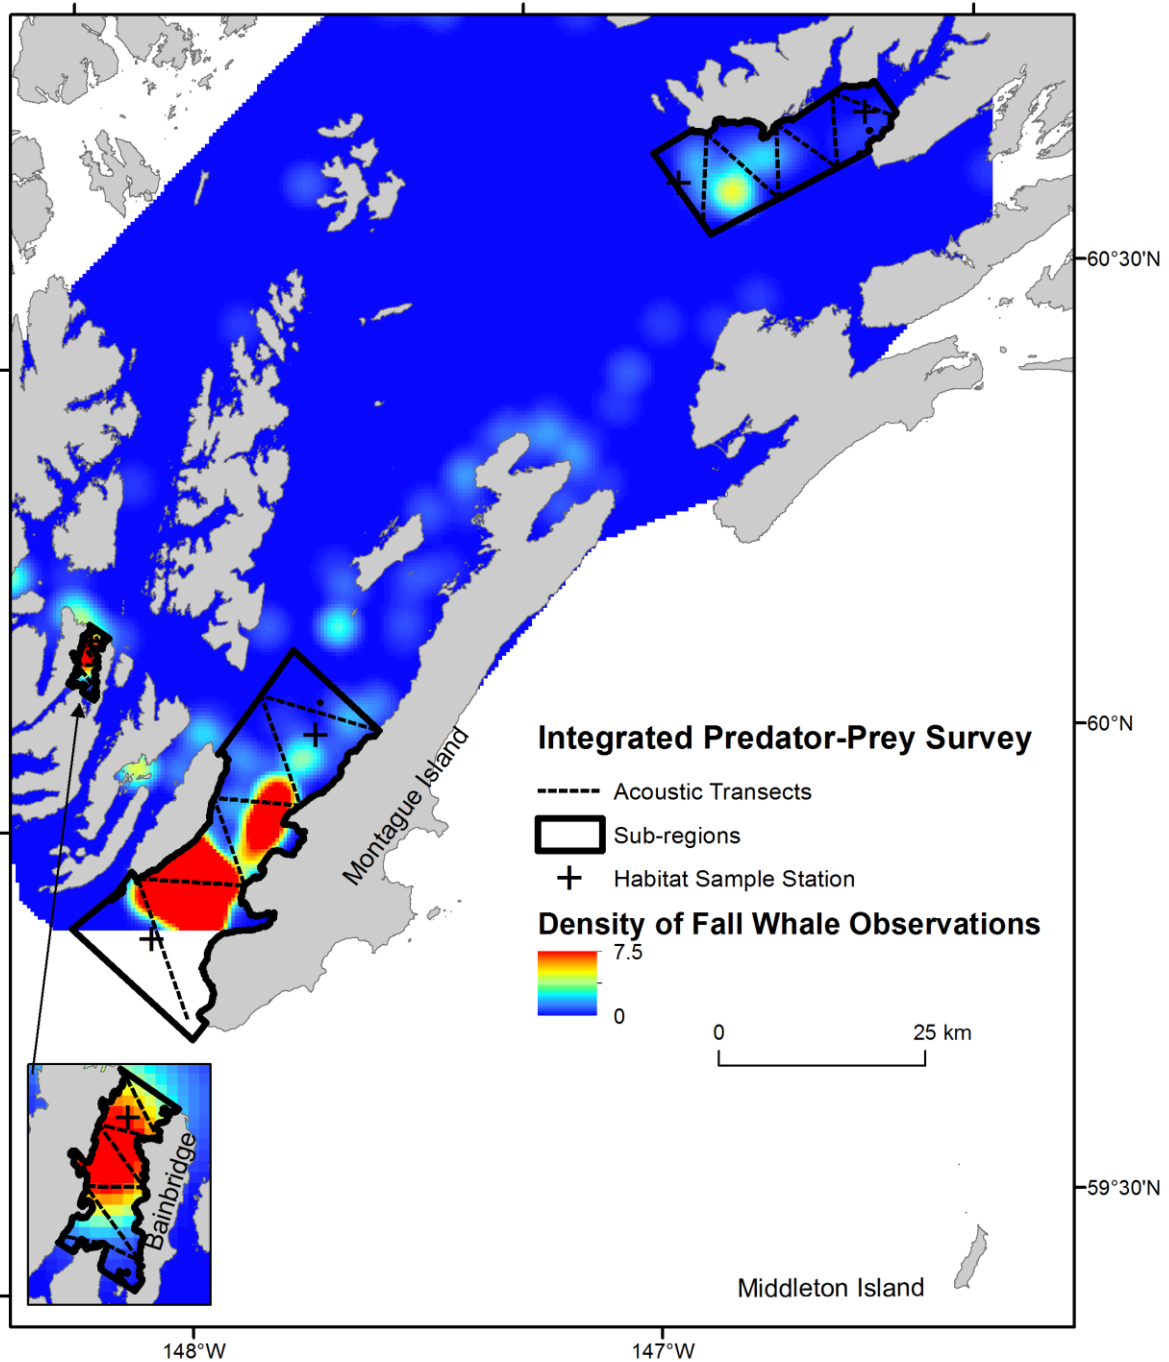 60°30'N
60°N
Integrated Predator-Prey Survey
Acoustic Transects
Sub-regions
Habitat Sample Station
Density of Fall Whale Observations
7.5
0
0 25 km
Montague Island
Bainbridge
59°30'N
Middleton Island
148°W 147°W